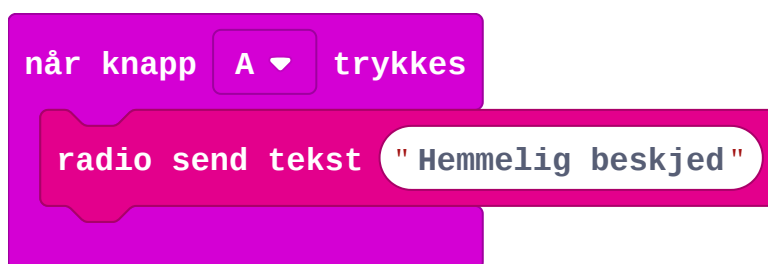 når knapp A trykkes
radio send tekst "Hemmelig beskjed"